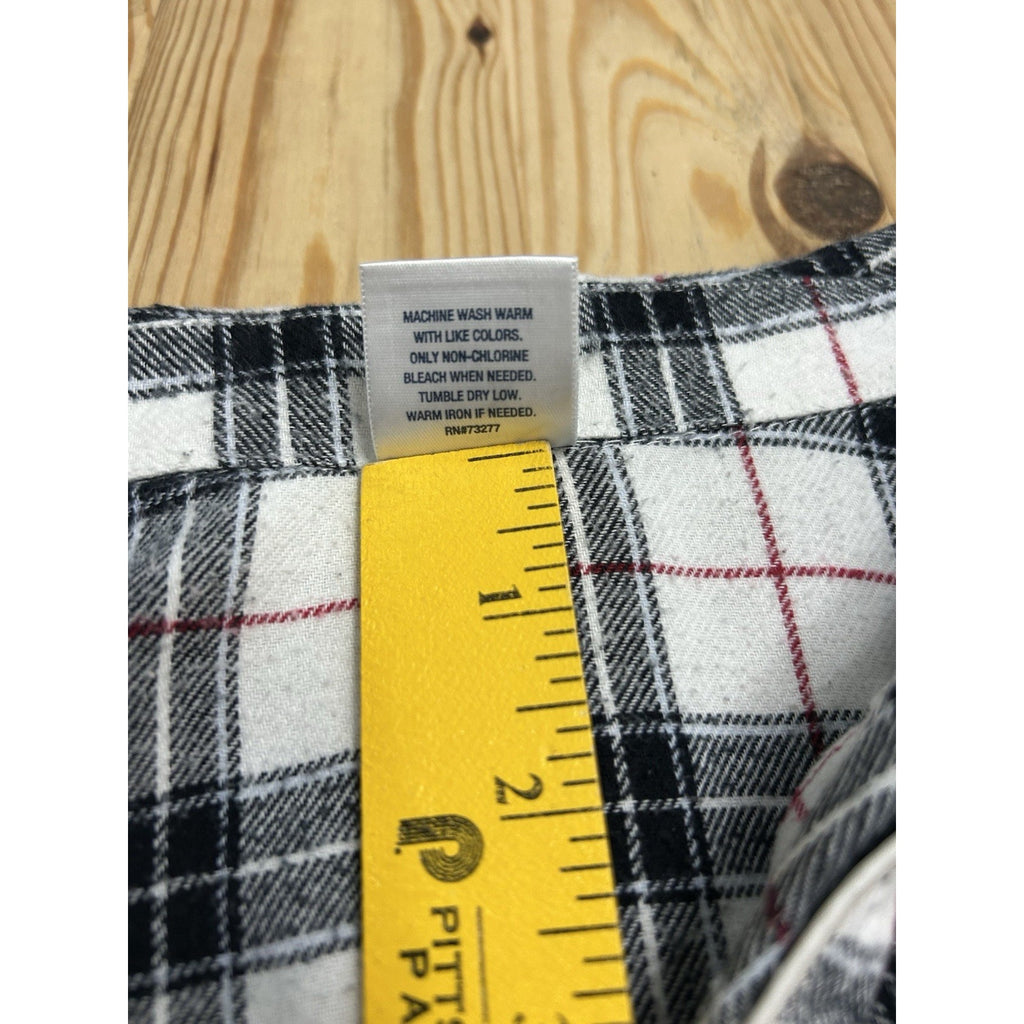 MACHINE WASH WARM
WITH LIKE COLORS.
ONLY NON-CHLORINE
BLEACH WHEN NEEDED.
TUMBLE DRY LOW.
WARM IRON IF NEEDED.
RN#73277
1
2
P
PITTS
PA